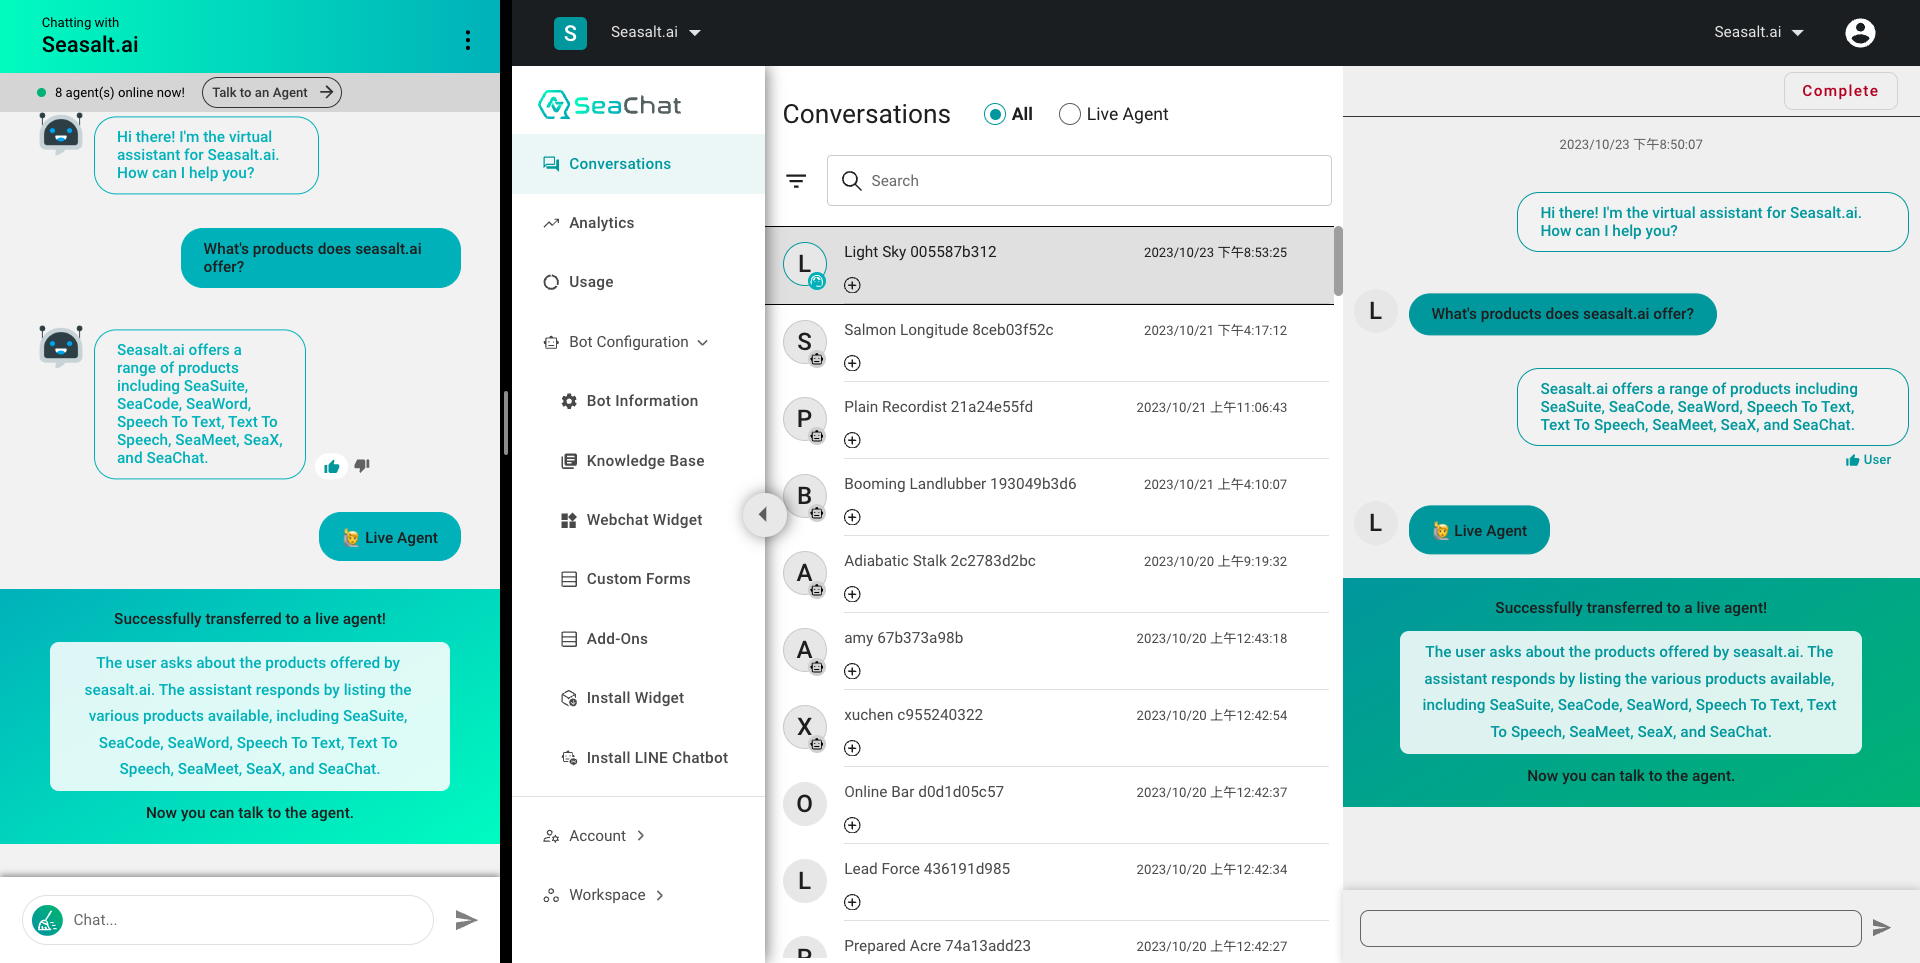 Chatting with
Seasalt.ai
8 agent(s) online now!
Talk to an Agent
Hi there! I'm the virtual
assistant for Seasalt.ai.
How can I help you?
What's products does seasalt.ai
offer?
Seasalt.ai offers a
range of products
including SeaSuite,
SeaCode, SeaWord,
Speech To Text, Text To
Speech, SeaMeet, SeaX,
and SeaChat.
Live Agent
Successfully transferred to a live agent!
The user asks about the products offered by
seasalt.ai. The assistant responds by listing the
various products available, including SeaSuite,
SeaCode, SeaWord, Speech To Text, Text To
Speech, SeaMeet, SeaX, and SeaChat.
Now you can talk to the agent.
Chat...
S
Seasalt.ai
Seasalt.ai
SeaChat
Conversations
Analytics
Usage
Bot Configuration
Bot Information
Knowledge Base
Webchat Widget
Custom Forms
Add-Ons
Install Widget
Install LINE Chatbot
Account
Workspace
Conversations
All
Live Agent
Search
L
Light Sky 005587b312
2023/10/23 下午8:53:25
S
Salmon Longitude 8ceb03f52c
2023/10/21 下午4:17:12
P
Plain Recordist 21a24e55fd
2023/10/21 上午11:06:43
B
Booming Landlubber 193049b3d6
2023/10/21 上午4:10:07
A
Adiabatic Stalk 2c2783d2bc
2023/10/20 上午9:19:32
A
amy 67b373a98b
2023/10/20 上午12:43:18
X
xuchen c955240322
2023/10/20 上午12:42:54
O
Online Bar d0d1d05c57
2023/10/20 上午12:42:37
L
Lead Force 436191d985
2023/10/20 上午12:42:34
P
Prepared Acre 74a13add23
2023/10/20 上午12:42:27
Complete
2023/10/23 下午8:50:07
Hi there! I'm the virtual assistant for Seasalt.ai.
How can I help you?
L
What's products does seasalt.ai offer?
Seasalt.ai offers a range of products including
SeaSuite, SeaCode, SeaWord, Speech To Text,
Text To Speech, SeaMeet, SeaX, and SeaChat.
User
L
Live Agent
Successfully transferred to a live agent!
The user asks about the products offered by seasalt.ai. The
assistant responds by listing the various products available,
including SeaSuite, SeaCode, SeaWord, Speech To Text, Text
To Speech, SeaMeet, SeaX, and SeaChat.
Now you can talk to the agent.